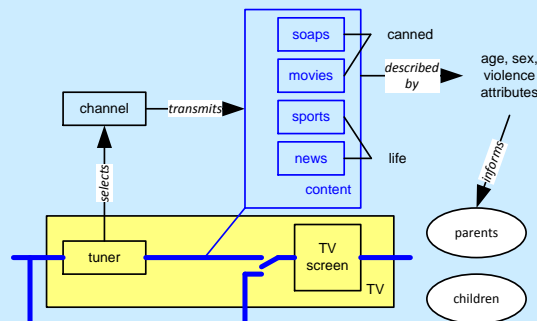 soaps
canned
movies
described
by
age, sex,
violence
attributes
channel
transmits
sports
news
life
content
selects
informs
parents
tuner
TV
screen
TV
children